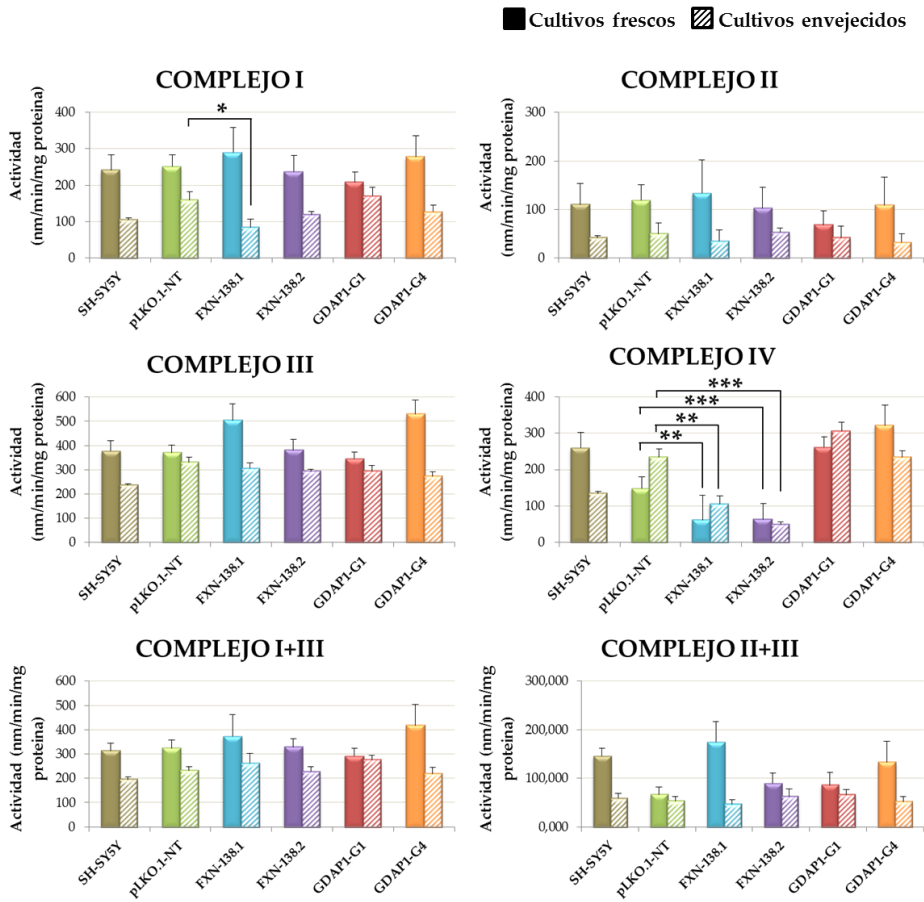 Cultivos frescos Cultivos envejecidos
COMPLEJO I
Actividad
(nm/min/mg proteina)
400
300
200
100
0
*
SH-SY5Y
pLKO.1-NT
FXN-138.1
FXN-138.2
GDAP1-G1
GDAP1-G4
COMPLEJO II
Actividad
(nm/min/mg proteina)
300
200
100
0
SH-SY5Y
pLKO.1-NT
FXN-138.1
FXN-138.2
GDAP1-G1
GDAP1-G4
COMPLEJO III
Actividad
(nm/min/mg proteina)
600
500
400
300
200
100
0
SH-SY5Y
pLKO.1-NT
FXN-138.1
FXN-138.2
GDAP1-G1
GDAP1-G4
COMPLEJO IV
Actividad
(nm/min/mg proteina)
400
300
200
100
0
***
***
**
**
SH-SY5Y
pLKO.1-NT
FXN-138.1
FXN-138.2
GDAP1-G1
GDAP1-G4
COMPLEJO I+III
Actividad (nm/min/mg
proteina)
600
500
400
300
200
100
0
SH-SY5Y
pLKO.1-NT
FXN-138.1
FXN-138.2
GDAP1-G1
GDAP1-G4
COMPLEJO II+III
Actividad (nm/min/mg
proteina)
300,000
200,000
100,000
0,000
SH-SY5Y
pLKO.1-NT
FXN-138.1
FXN-138.2
GDAP1-G1
GDAP1-G4